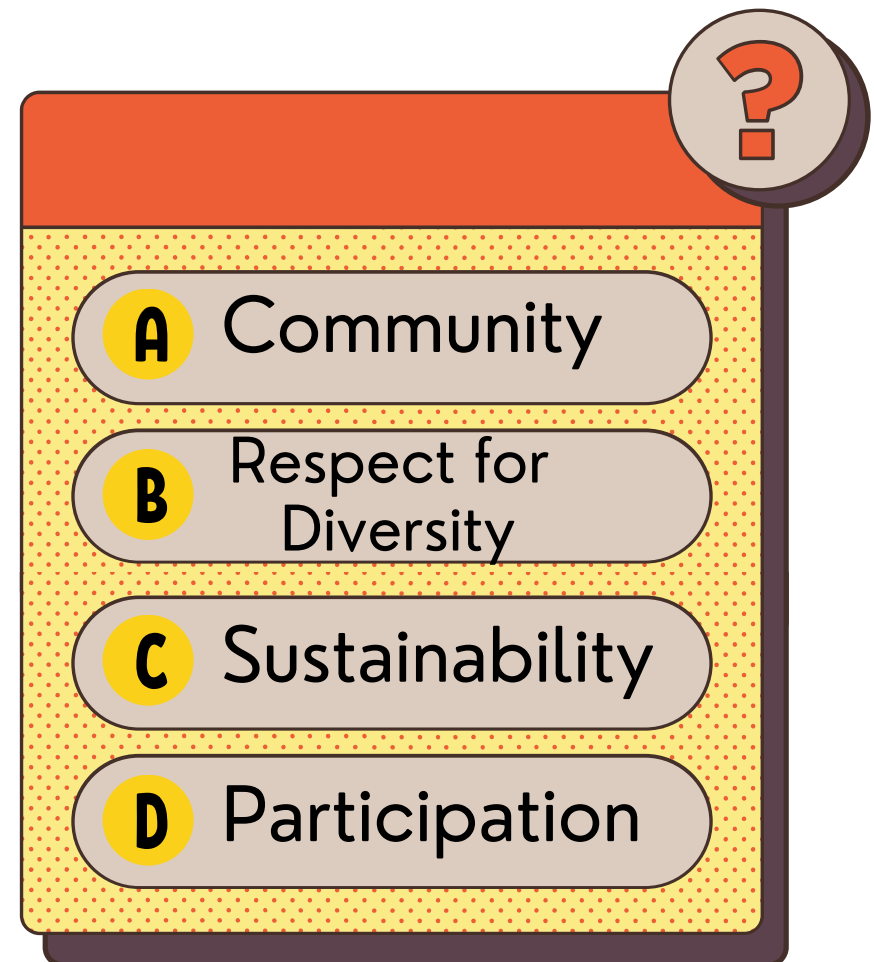 ?
A Community
B Respect for
Diversity
C Sustainability
D Participation